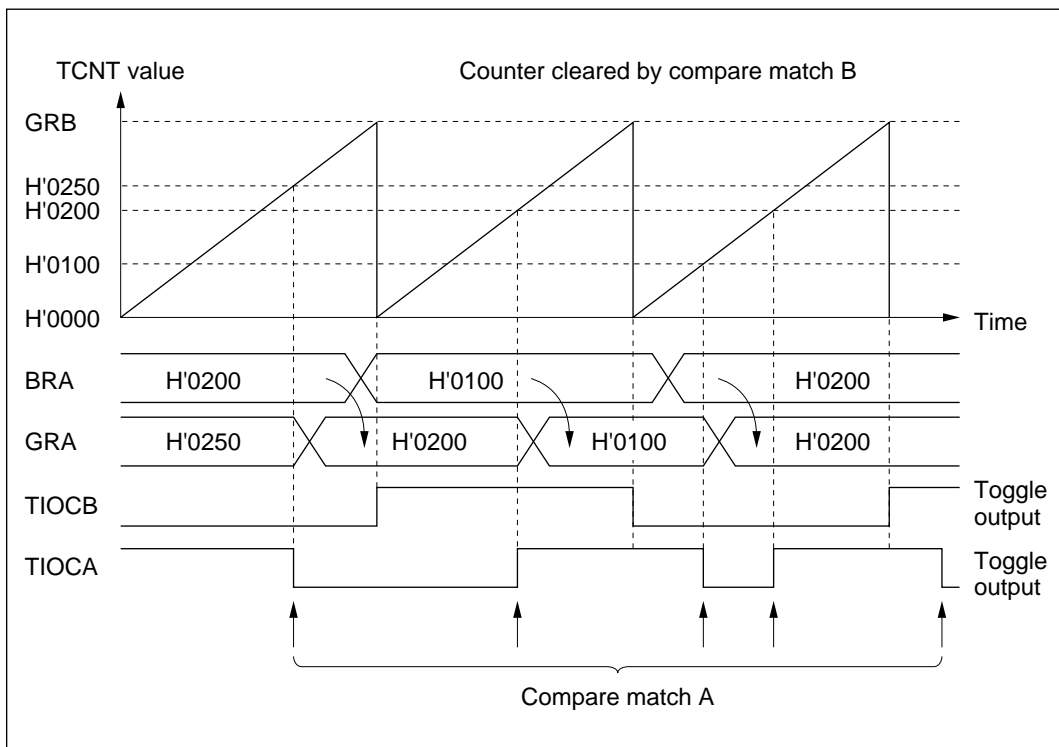 TCNT value
Counter cleared by compare match B
GRB
H'0250
H'0200
H'0100
H'0000
Time
BRA
H'0200
H'0100
H'0200
GRA
H'0250
H'0200
H'0100
H'0200
TIOCB
Toggle
output
TIOCA
Toggle
output
Compare match A